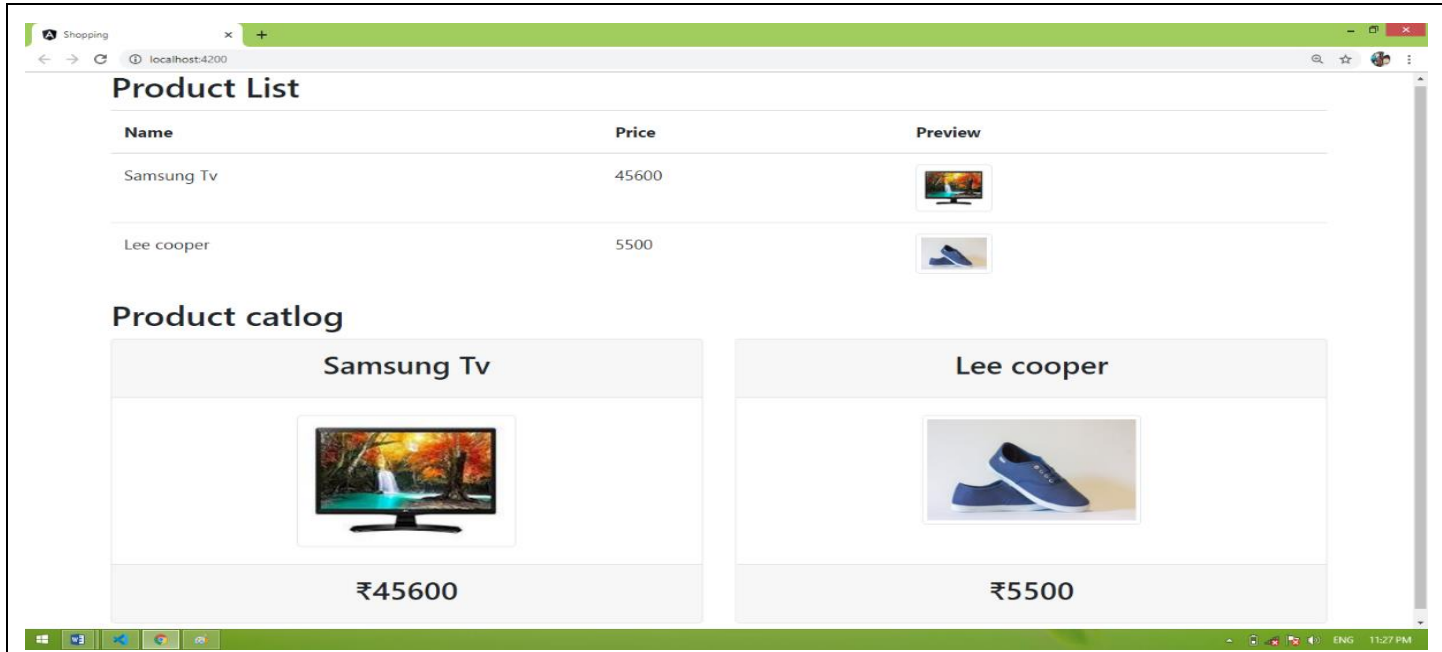 Shopping
localhost:4200
Product List
Name Price Preview
Samsung Tv 45600
Lee cooper 5500
Product catlog
Samsung Tv Lee cooper
₹45600 ₹5500
ENG 11:27 PM